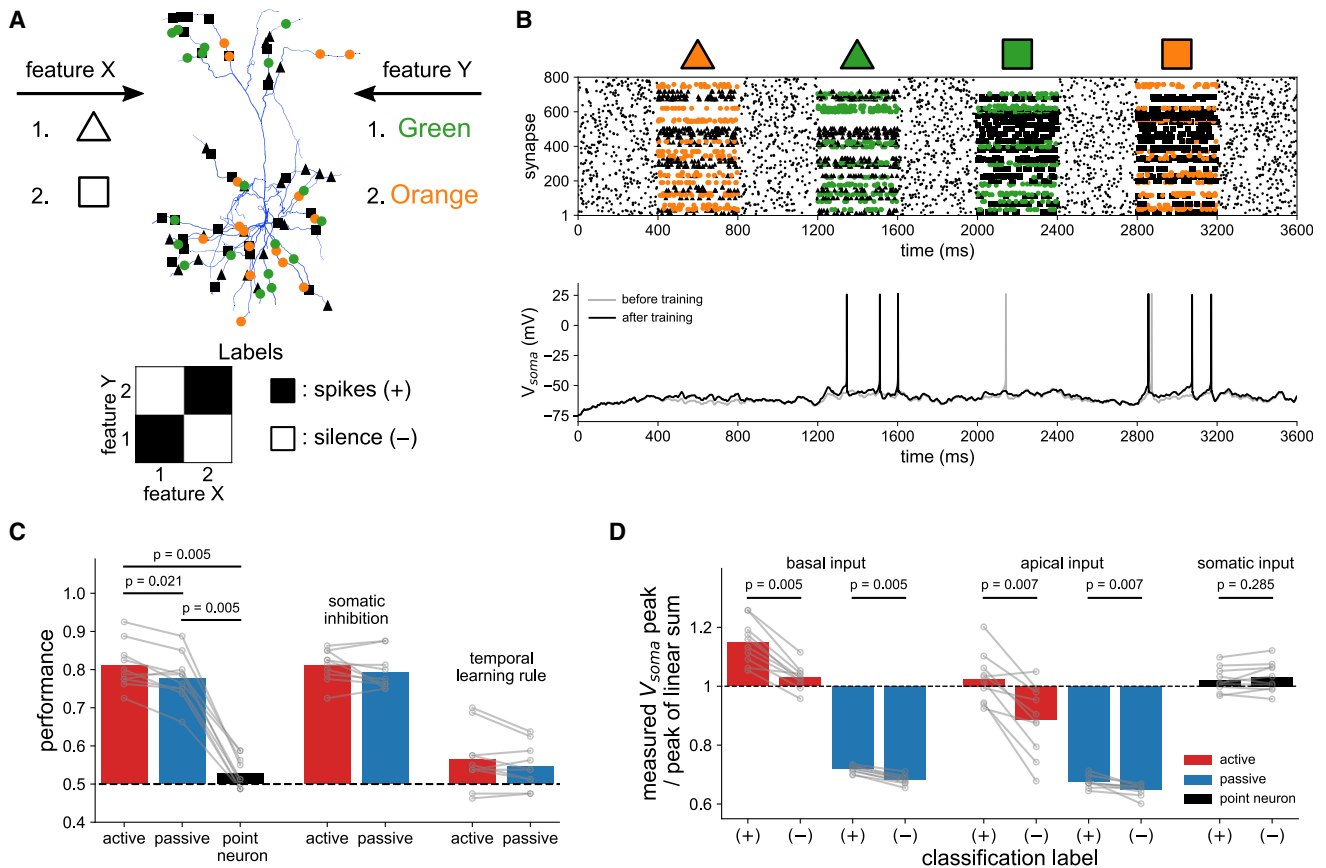 A
feature X
1.
2.
feature Y
1. Green
2. Orange
Labels
feature Y
2
1
1 2
feature X
: spikes (+)
: silence (−)
B
synapse
800
600
400
200
1
0 400 800 1200 1600 2000 2400 2800 3200 3600
time (ms)
V_soma (mV)
25
0
−25
−50
−75
before training
after training
0 400 800 1200 1600 2000 2400 2800 3200 3600
time (ms)
C
performance
1.0
0.9
0.8
0.7
0.6
0.5
0.4
p = 0.005
p = 0.021
p = 0.005
somatic
inhibition
temporal
learning rule
active passive point
neuron
active passive
active passive
D
measured V_soma peak
/ peak of linear sum
1.2
1
0.8
0.6
basal input
apical input
somatic input
p = 0.005
p = 0.005
p = 0.007
p = 0.007
p = 0.285
active
passive
point neuron
(+) (−) (+) (−) (+) (−) (+) (−) (+) (−)
classification label